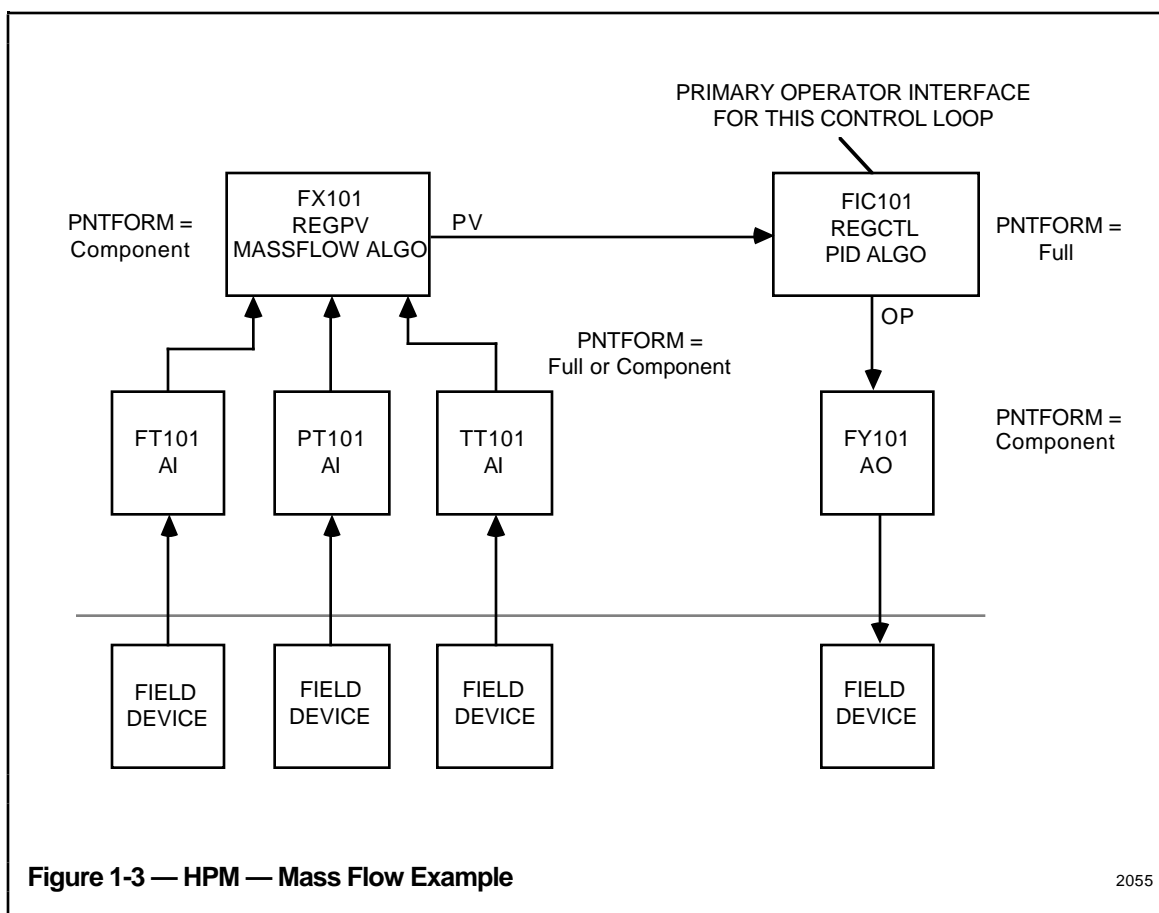 PRIMARY OPERATOR INTERFACE
FOR THIS CONTROL LOOP
PNTFORM =
Component
FX101
REGPV
MASSFLOW ALGO
PV
FIC101
REGCTL
PID ALGO
PNTFORM =
Full
OP
PNTFORM =
Full or Component
FT101
AI
PT101
AI
TT101
AI
FY101
AO
PNTFORM =
Component
FIELD
DEVICE
FIELD
DEVICE
FIELD
DEVICE
FIELD
DEVICE
Figure 1-3 — HPM — Mass Flow Example
2055